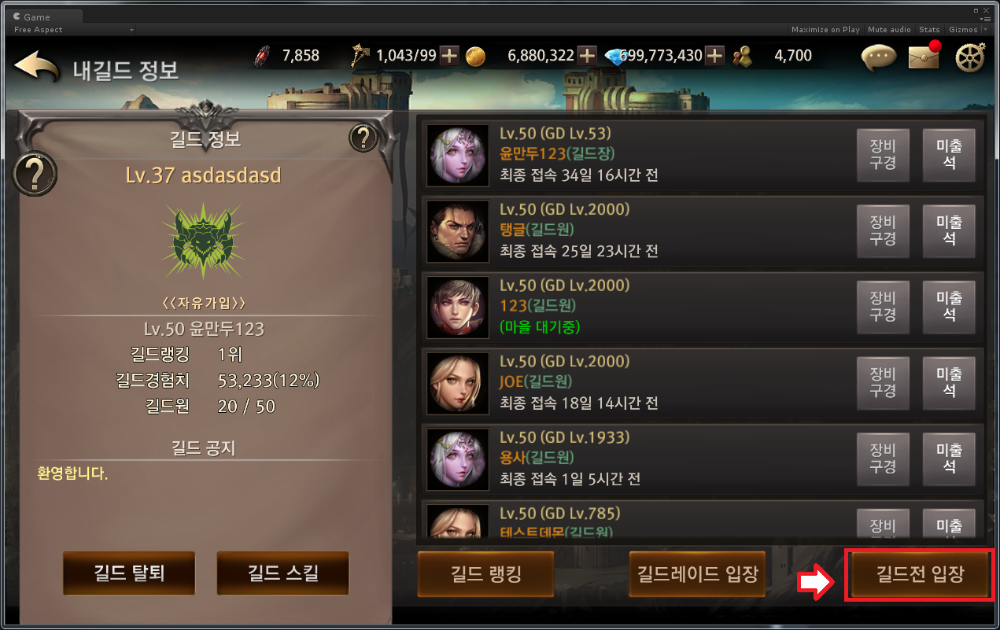 Game
Free Aspect
Maximize on Play Mute audio Stats Gizmos
내길드 정보
7,858 1,043/99 6,880,322 699,773,430 4,700
길드 정보
Lv.37 asdasdasd
<<자유가입>>
Lv.50 윤만두123
길드랭킹 1위
길드경험치 53,233(12%)
길드원 20 / 50
길드 공지
환영합니다.
길드 탈퇴
길드 스킬
Lv.50 (GD Lv.53)
윤만두123(길드장)
최종 접속 34일 16시간 전
장비
구경
미출
석
Lv.50 (GD Lv.2000)
탱글(길드원)
최종 접속 25일 23시간 전
장비
구경
미출
석
Lv.50 (GD Lv.2000)
123(길드원)
(마을 대기중)
장비
구경
미출
석
Lv.50 (GD Lv.2000)
JOE(길드원)
최종 접속 18일 14시간 전
장비
구경
미출
석
Lv.50 (GD Lv.1933)
용사(길드원)
최종 접속 1일 5시간 전
장비
구경
미출
석
Lv.50 (GD Lv.785)
테스트데몬(길드원)
장비
미출
길드 랭킹
길드레이드 입장
길드전 입장